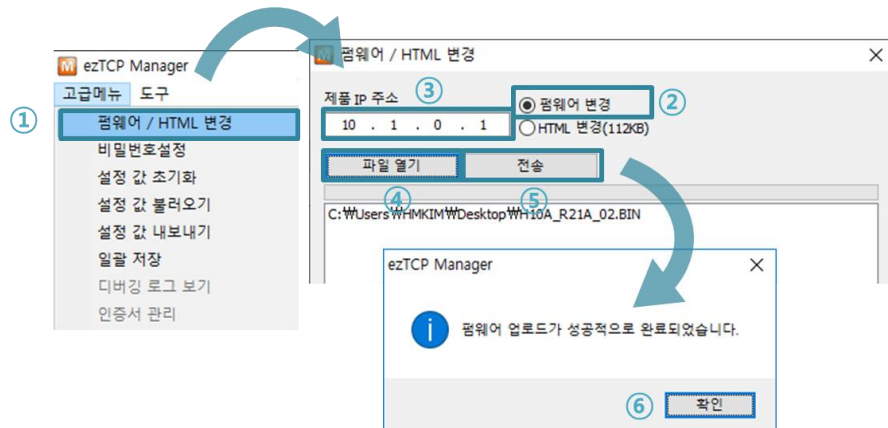 ezTCP Manager
고급메뉴 도구
① 펌웨어 / HTML 변경
비밀번호설정
설정 값 초기화
설정 값 불러오기
설정 값 내보내기
일괄 저장
디버깅 로그 보기
인증서 관리
펌웨어 / HTML 변경
제품 IP 주소 ③
10 . 1 . 0 . 1
펌웨어 변경 ②
HTML 변경(112KB)
파일 열기 전송
④ ⑤
C:₩Users₩HMKIM₩Desktop₩H10A_R21A_02.BIN
ezTCP Manager
i 펌웨어 업로드가 성공적으로 완료되었습니다.
⑥ 확인